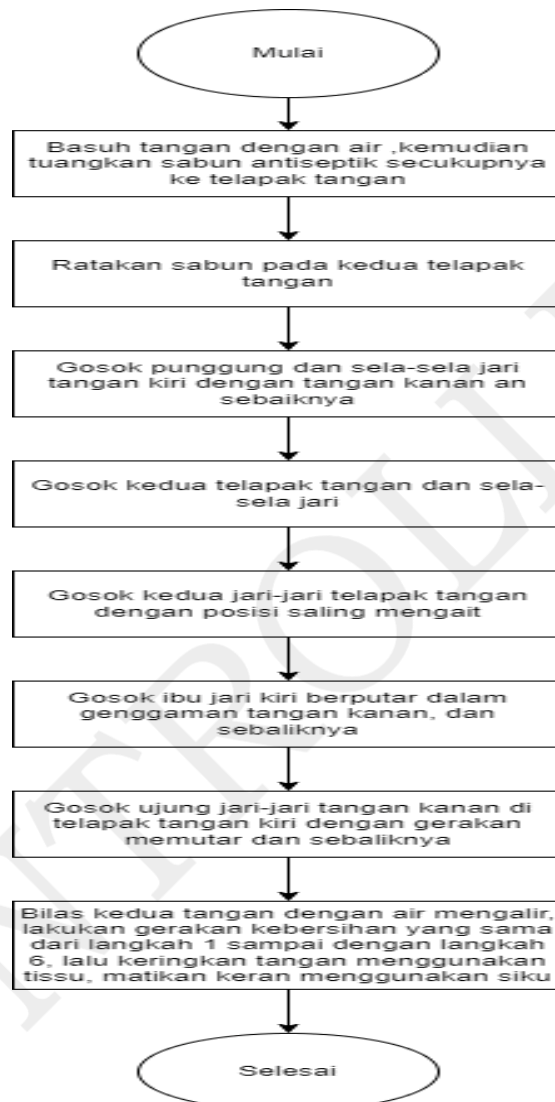 Mulai
Basuh tangan dengan air ,kemudian
tuangkan sabun antiseptik secukupnya
ke telapak tangan
Ratakan sabun pada kedua telapak
tangan
Gosok punggung dan sela-sela jari
tangan kiri dengan tangan kanan an
sebaiknya
Gosok kedua telapak tangan dan sela-
sela jari
Gosok kedua jari-jari telapak tangan
dengan posisi saling mengait
Gosok ibu jari kiri berputar dalam
genggaman tangan kanan, dan
sebaliknya
Gosok ujung jari-jari tangan kanan di
telapak tangan kiri dengan gerakan
memutar dan sebaliknya
Bilas kedua tangan dengan air mengalir,
lakukan gerakan kebersihan yang sama
dari langkah 1 sampai dengan langkah
6, lalu keringkan tangan menggunakan
tissu, matikan keran menggunakan siku
Selesai